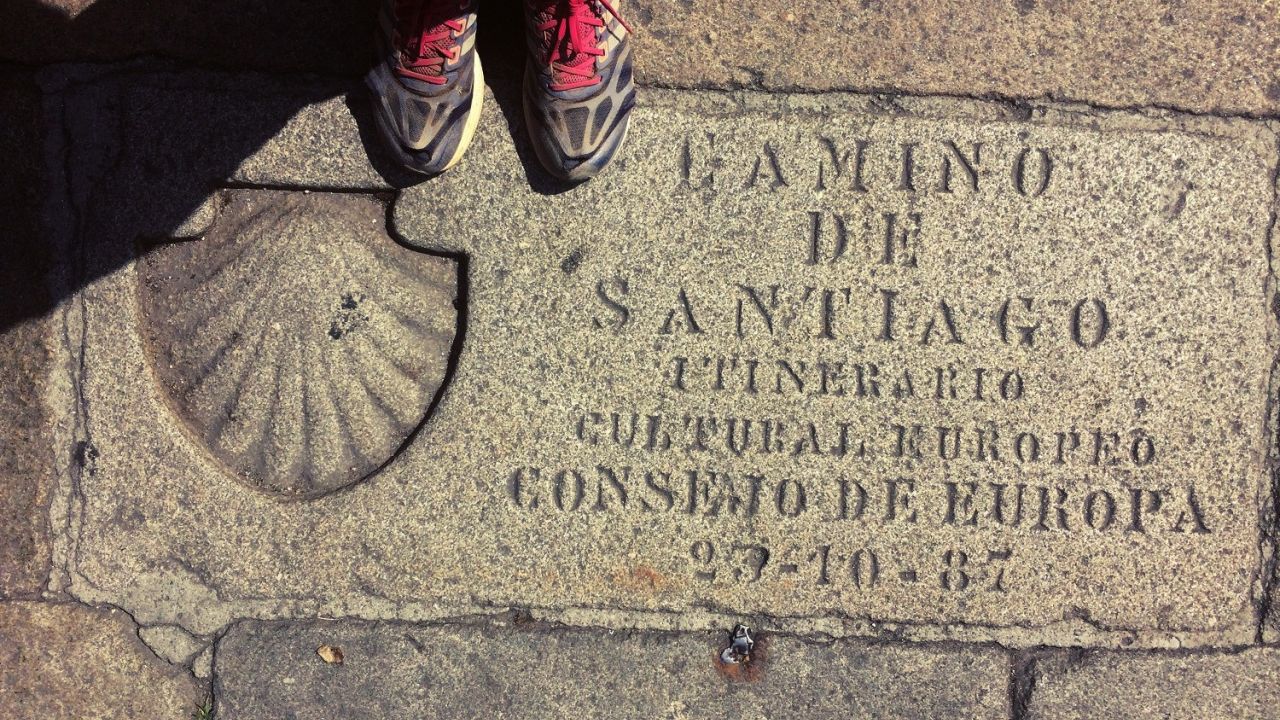 CAMINO
DE
SANTIAGO
ITINERARIO
CULTURAL EUROPEO
CONSEJO DE EUROPA
23-10-87